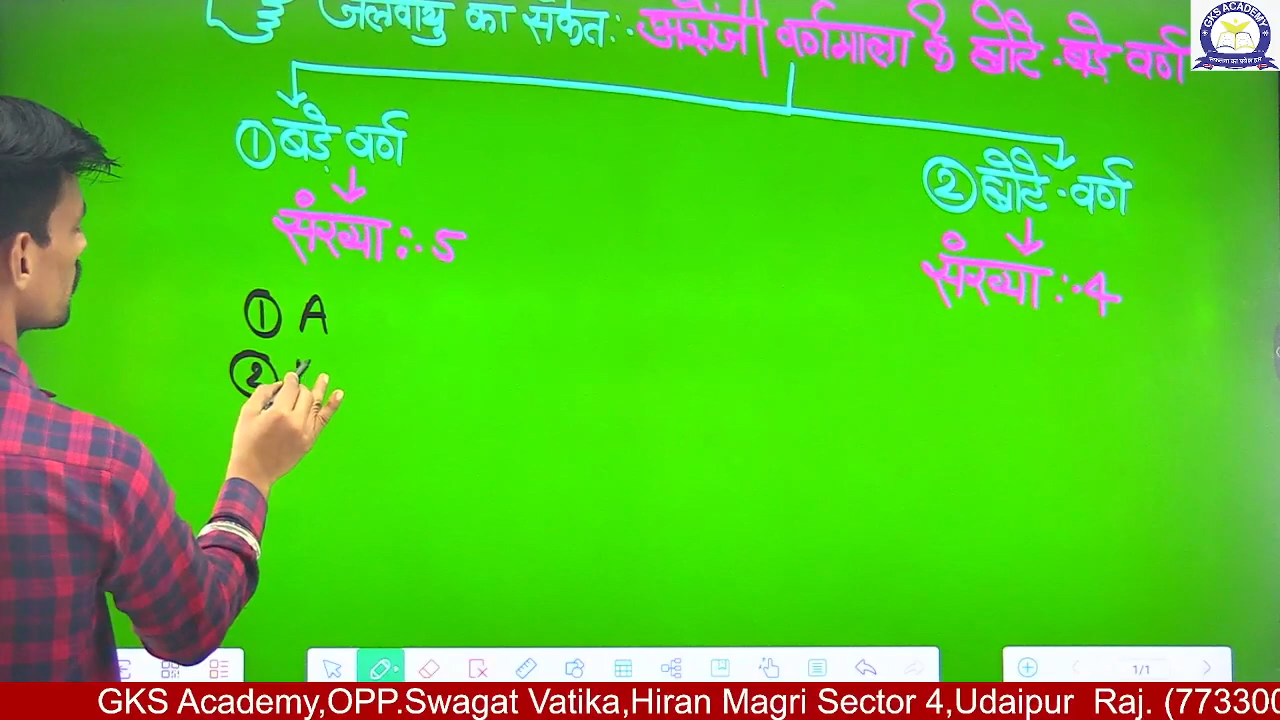 जलवायु का संकेत:- अंग्रेजी वर्णमाला के छोटे-बड़े वर्ण
① बड़े वर्ण
② छोटे-वर्ण
संख्या :- 5
संख्या :- 4
① A
②
GKS ACADEMY
GKS Academy,OPP.Swagat Vatika,Hiran Magri Sector 4,Udaipur Raj. (773300
1/1